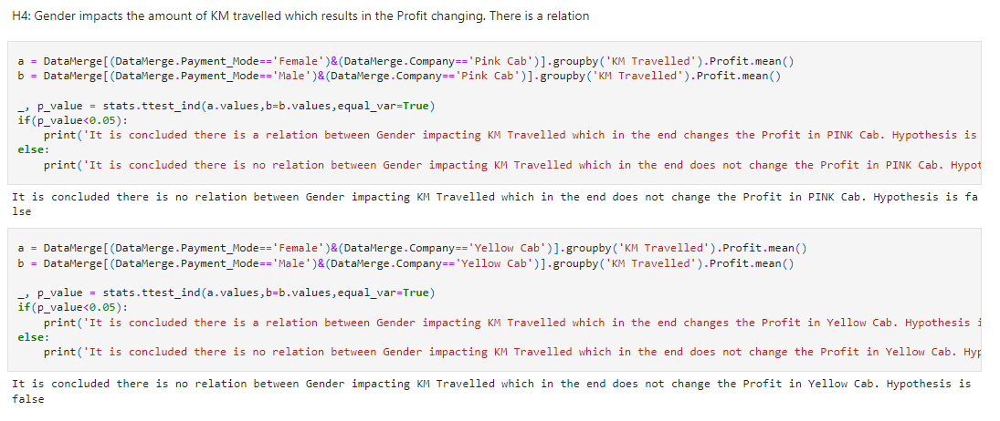 H4: Gender impacts the amount of KM travelled which results in the Profit changing. There is a relation
a = DataMerge[(DataMerge.Payment_Mode=='Female')&(DataMerge.Company=='Pink Cab')].groupby('KM Travelled').Profit.mean()
b = DataMerge[(DataMerge.Payment_Mode=='Male')&(DataMerge.Company=='Pink Cab')].groupby('KM Travelled').Profit.mean()
_, p_value = stats.ttest_ind(a.values,b=b.values,equal_var=True)
if(p_value<0.05):
    print('It is concluded there is a relation between Gender impacting KM Travelled which in the end changes the Profit in PINK Cab. Hypothesis is
else:
    print('It is concluded there is no relation between Gender impacting KM Travelled which in the end does not change the Profit in PINK Cab. Hypot
It is concluded there is no relation between Gender impacting KM Travelled which in the end does not change the Profit in PINK Cab. Hypothesis is fa
lse
a = DataMerge[(DataMerge.Payment_Mode=='Female')&(DataMerge.Company=='Yellow Cab')].groupby('KM Travelled').Profit.mean()
b = DataMerge[(DataMerge.Payment_Mode=='Male')&(DataMerge.Company=='Yellow Cab')].groupby('KM Travelled').Profit.mean()
_, p_value = stats.ttest_ind(a.values,b=b.values,equal_var=True)
if(p_value<0.05):
    print('It is concluded there is a relation between Gender impacting KM Travelled which in the end changes the Profit in Yellow Cab. Hypothesis i
else:
    print('It is concluded there is no relation between Gender impacting KM Travelled which in the end does not change the Profit in Yellow Cab. Hyp
It is concluded there is no relation between Gender impacting KM Travelled which in the end does not change the Profit in Yellow Cab. Hypothesis is
false